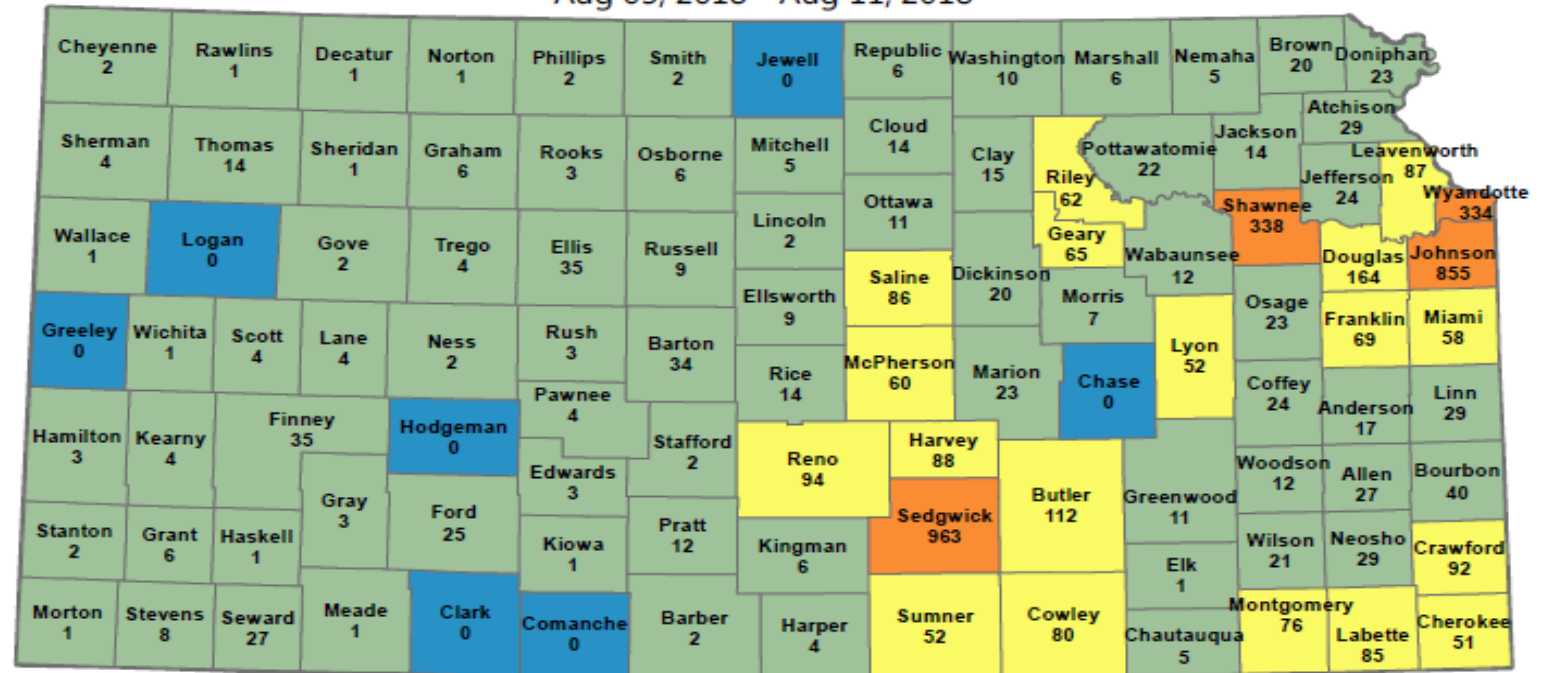 Aug 05, 2018 - Aug 11, 2018
Cheyenne
2
Rawlins
1
Decatur
1
Norton
1
Phillips
2
Smith
2
Jewell
0
Republic
6
Washington
10
Marshall
6
Nemaha
5
Brown
20
Doniphan
23
Sherman
4
Thomas
14
Sheridan
1
Graham
6
Rooks
3
Osborne
6
Mitchell
5
Cloud
14
Clay
15
Riley
62
Pottawatomie
22
Jackson
14
Atchison
29
Jefferson
24
Leavenworth
87
Wyandotte
334
Wallace
1
Logan
0
Gove
2
Trego
4
Ellis
35
Russell
9
Lincoln
2
Ottawa
11
Saline
86
Dickinson
20
Geary
65
Wabaunsee
12
Shawnee
338
Douglas
164
Johnson
855
Greeley
0
Wichita
1
Scott
4
Lane
4
Ness
2
Rush
3
Barton
34
Ellsworth
9
Rice
14
McPherson
60
Marion
23
Morris
7
Chase
0
Lyon
52
Osage
23
Franklin
69
Miami
58
Hamilton
3
Kearny
4
Finney
35
Hodgeman
0
Pawnee
4
Edwards
3
Stafford
2
Reno
94
Harvey
88
Butler
112
Greenwood
11
Coffey
24
Anderson
17
Linn
29
Woodson
12
Allen
27
Bourbon
40
Stanton
2
Grant
6
Haskell
1
Gray
3
Ford
25
Kiowa
1
Pratt
12
Kingman
6
Sedgwick
963
Elk
1
Wilson
21
Neosho
29
Crawford
92
Morton
1
Stevens
8
Seward
27
Meade
1
Clark
0
Comanche
0
Barber
2
Harper
4
Sumner
52
Cowley
80
Chautauqua
5
Montgomery
76
Labette
85
Cherokee
51